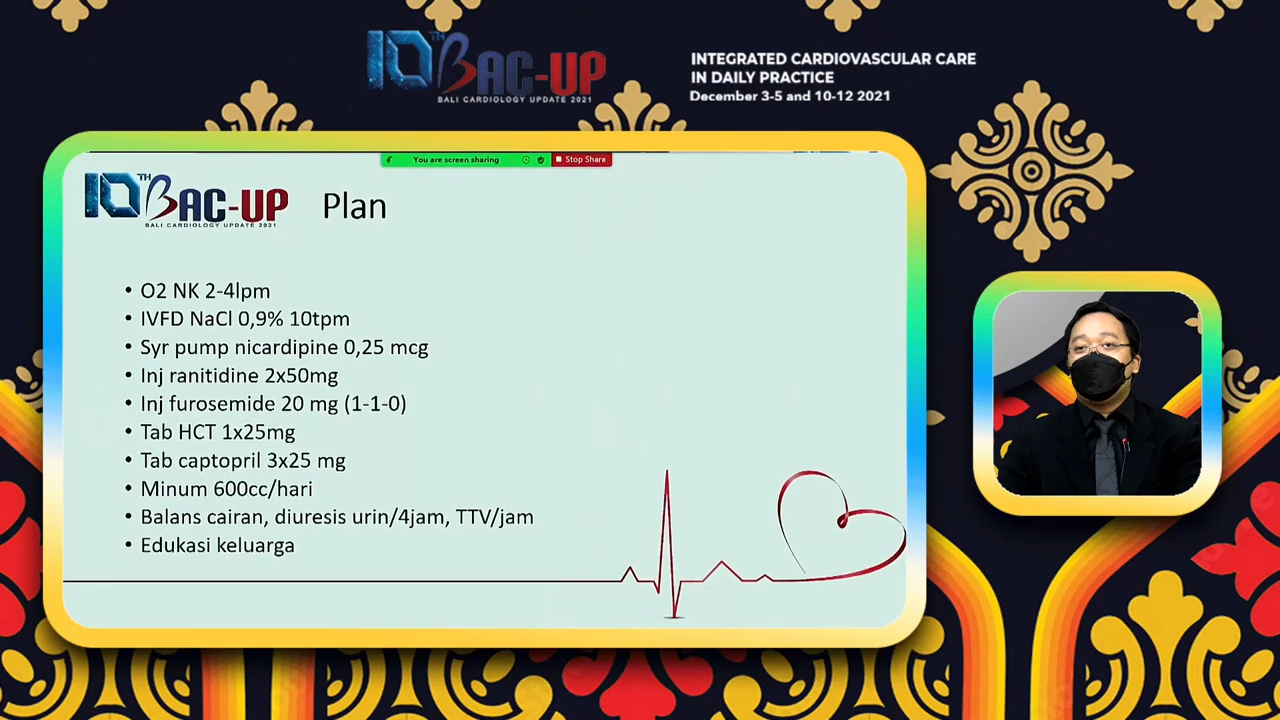 10TH BAC-UP
BALI CARDIOLOGY UPDATE 2021
INTEGRATED CARDIOVASCULAR CARE
IN DAILY PRACTICE
December 3-5 and 10-12 2021
You are screen sharing
Stop Share
10TH BAC-UP
BALI CARDIOLOGY UPDATE 2021
Plan
• O2 NK 2-4lpm
• IVFD NaCl 0,9% 10tpm
• Syr pump nicardipine 0,25 mcg
• Inj ranitidine 2x50mg
• Inj furosemide 20 mg (1-1-0)
• Tab HCT 1x25mg
• Tab captopril 3x25 mg
• Minum 600cc/hari
• Balans cairan, diuresis urin/4jam, TTV/jam
• Edukasi keluarga